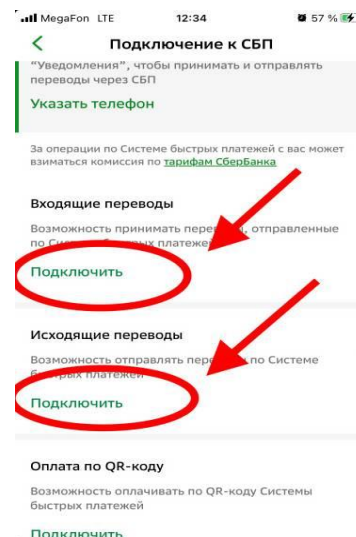 MegaFon LTE 12:34 57 %
Подключение к СБП
"Уведомления", чтобы принимать и отправлять
переводы через СБП
Указать телефон
За операции по Системе быстрых платежей с вас может
взиматься комиссия по тарифам СберБанка
Входящие переводы
Возможность принимать отправленные
по быстрых платежей
Подключить
Исходящие переводы
Возможность отправлять по Системе
быстрых платежей
Подключить
Оплата по QR-коду
Возможность оплачивать по QR-коду Системы
быстрых платежей
Подключить